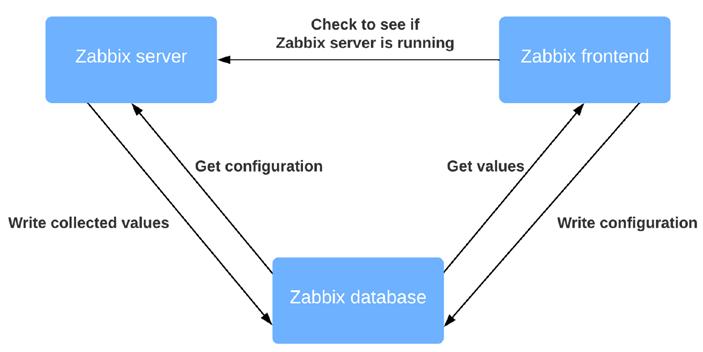 Check to see if
Zabbix server is running
Zabbix server
Zabbix frontend
Get configuration
Get values
Write collected values
Write configuration
Zabbix database